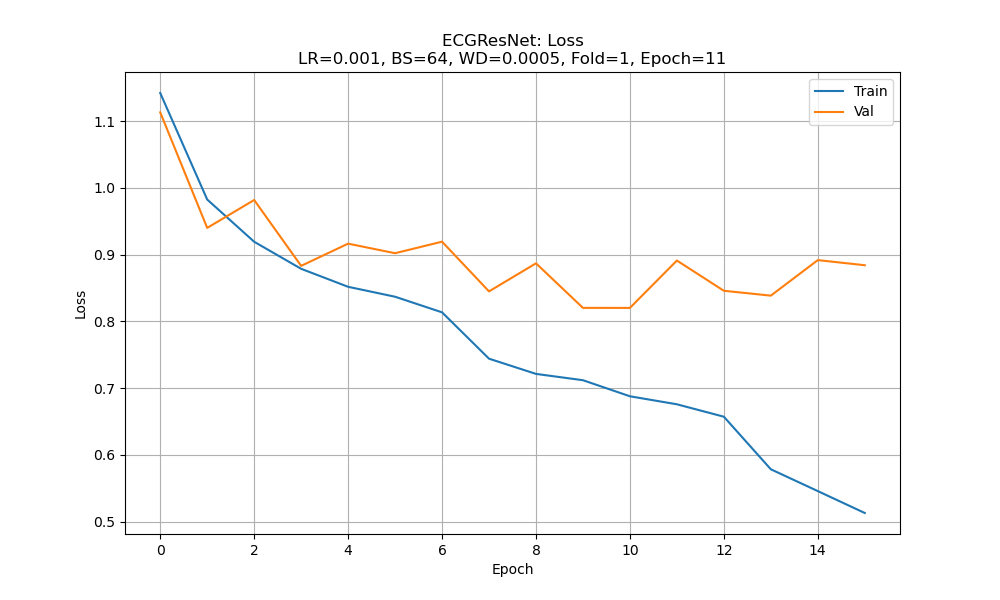 ECGResNet: Loss
LR=0.001, BS=64, WD=0.0005, Fold=1, Epoch=11
Train
Val
1.1
1.0
0.9
0.8
0.7
0.6
0.5
Loss
0 2 4 6 8 10 12 14
Epoch